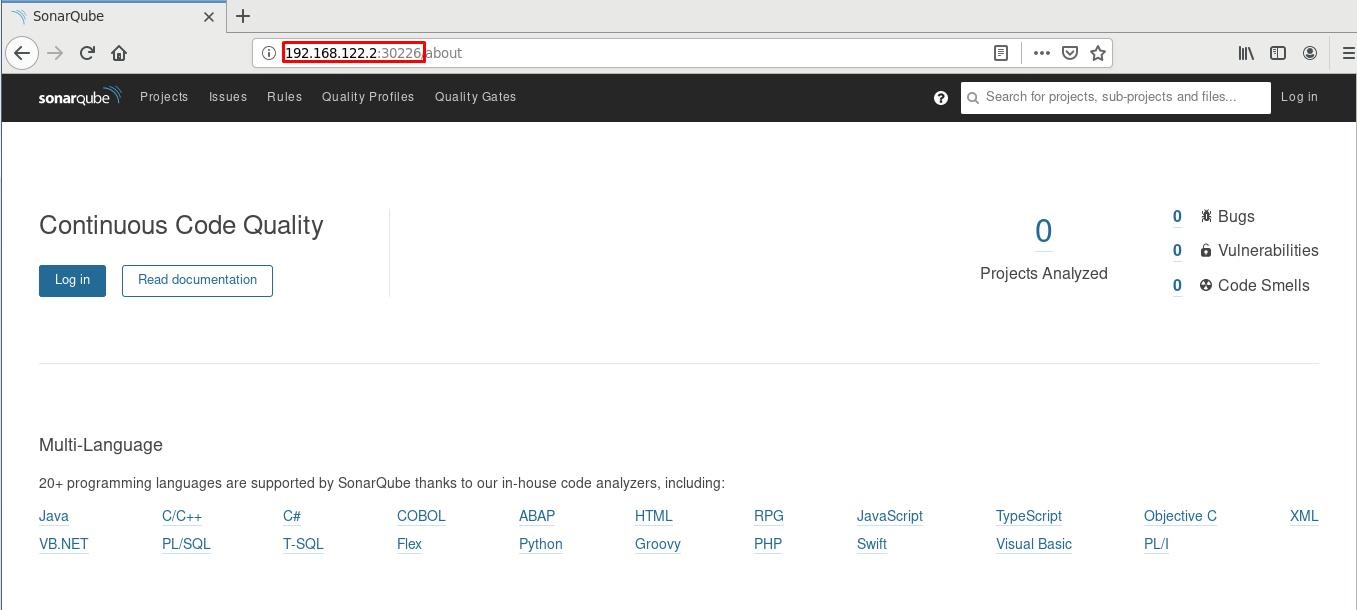 SonarQube
192.168.122.2:30226/about
sonarqube Projects Issues Rules Quality Profiles Quality Gates Search for projects, sub-projects and files... Log in
Continuous Code Quality
Log in Read documentation
0
Projects Analyzed
0 Bugs
0 Vulnerabilities
0 Code Smells
Multi-Language
20+ programming languages are supported by SonarQube thanks to our in-house code analyzers, including:
Java C/C++ C# COBOL ABAP HTML RPG JavaScript TypeScript Objective C XML
VB.NET PL/SQL T-SQL Flex Python Groovy PHP Swift Visual Basic PL/I